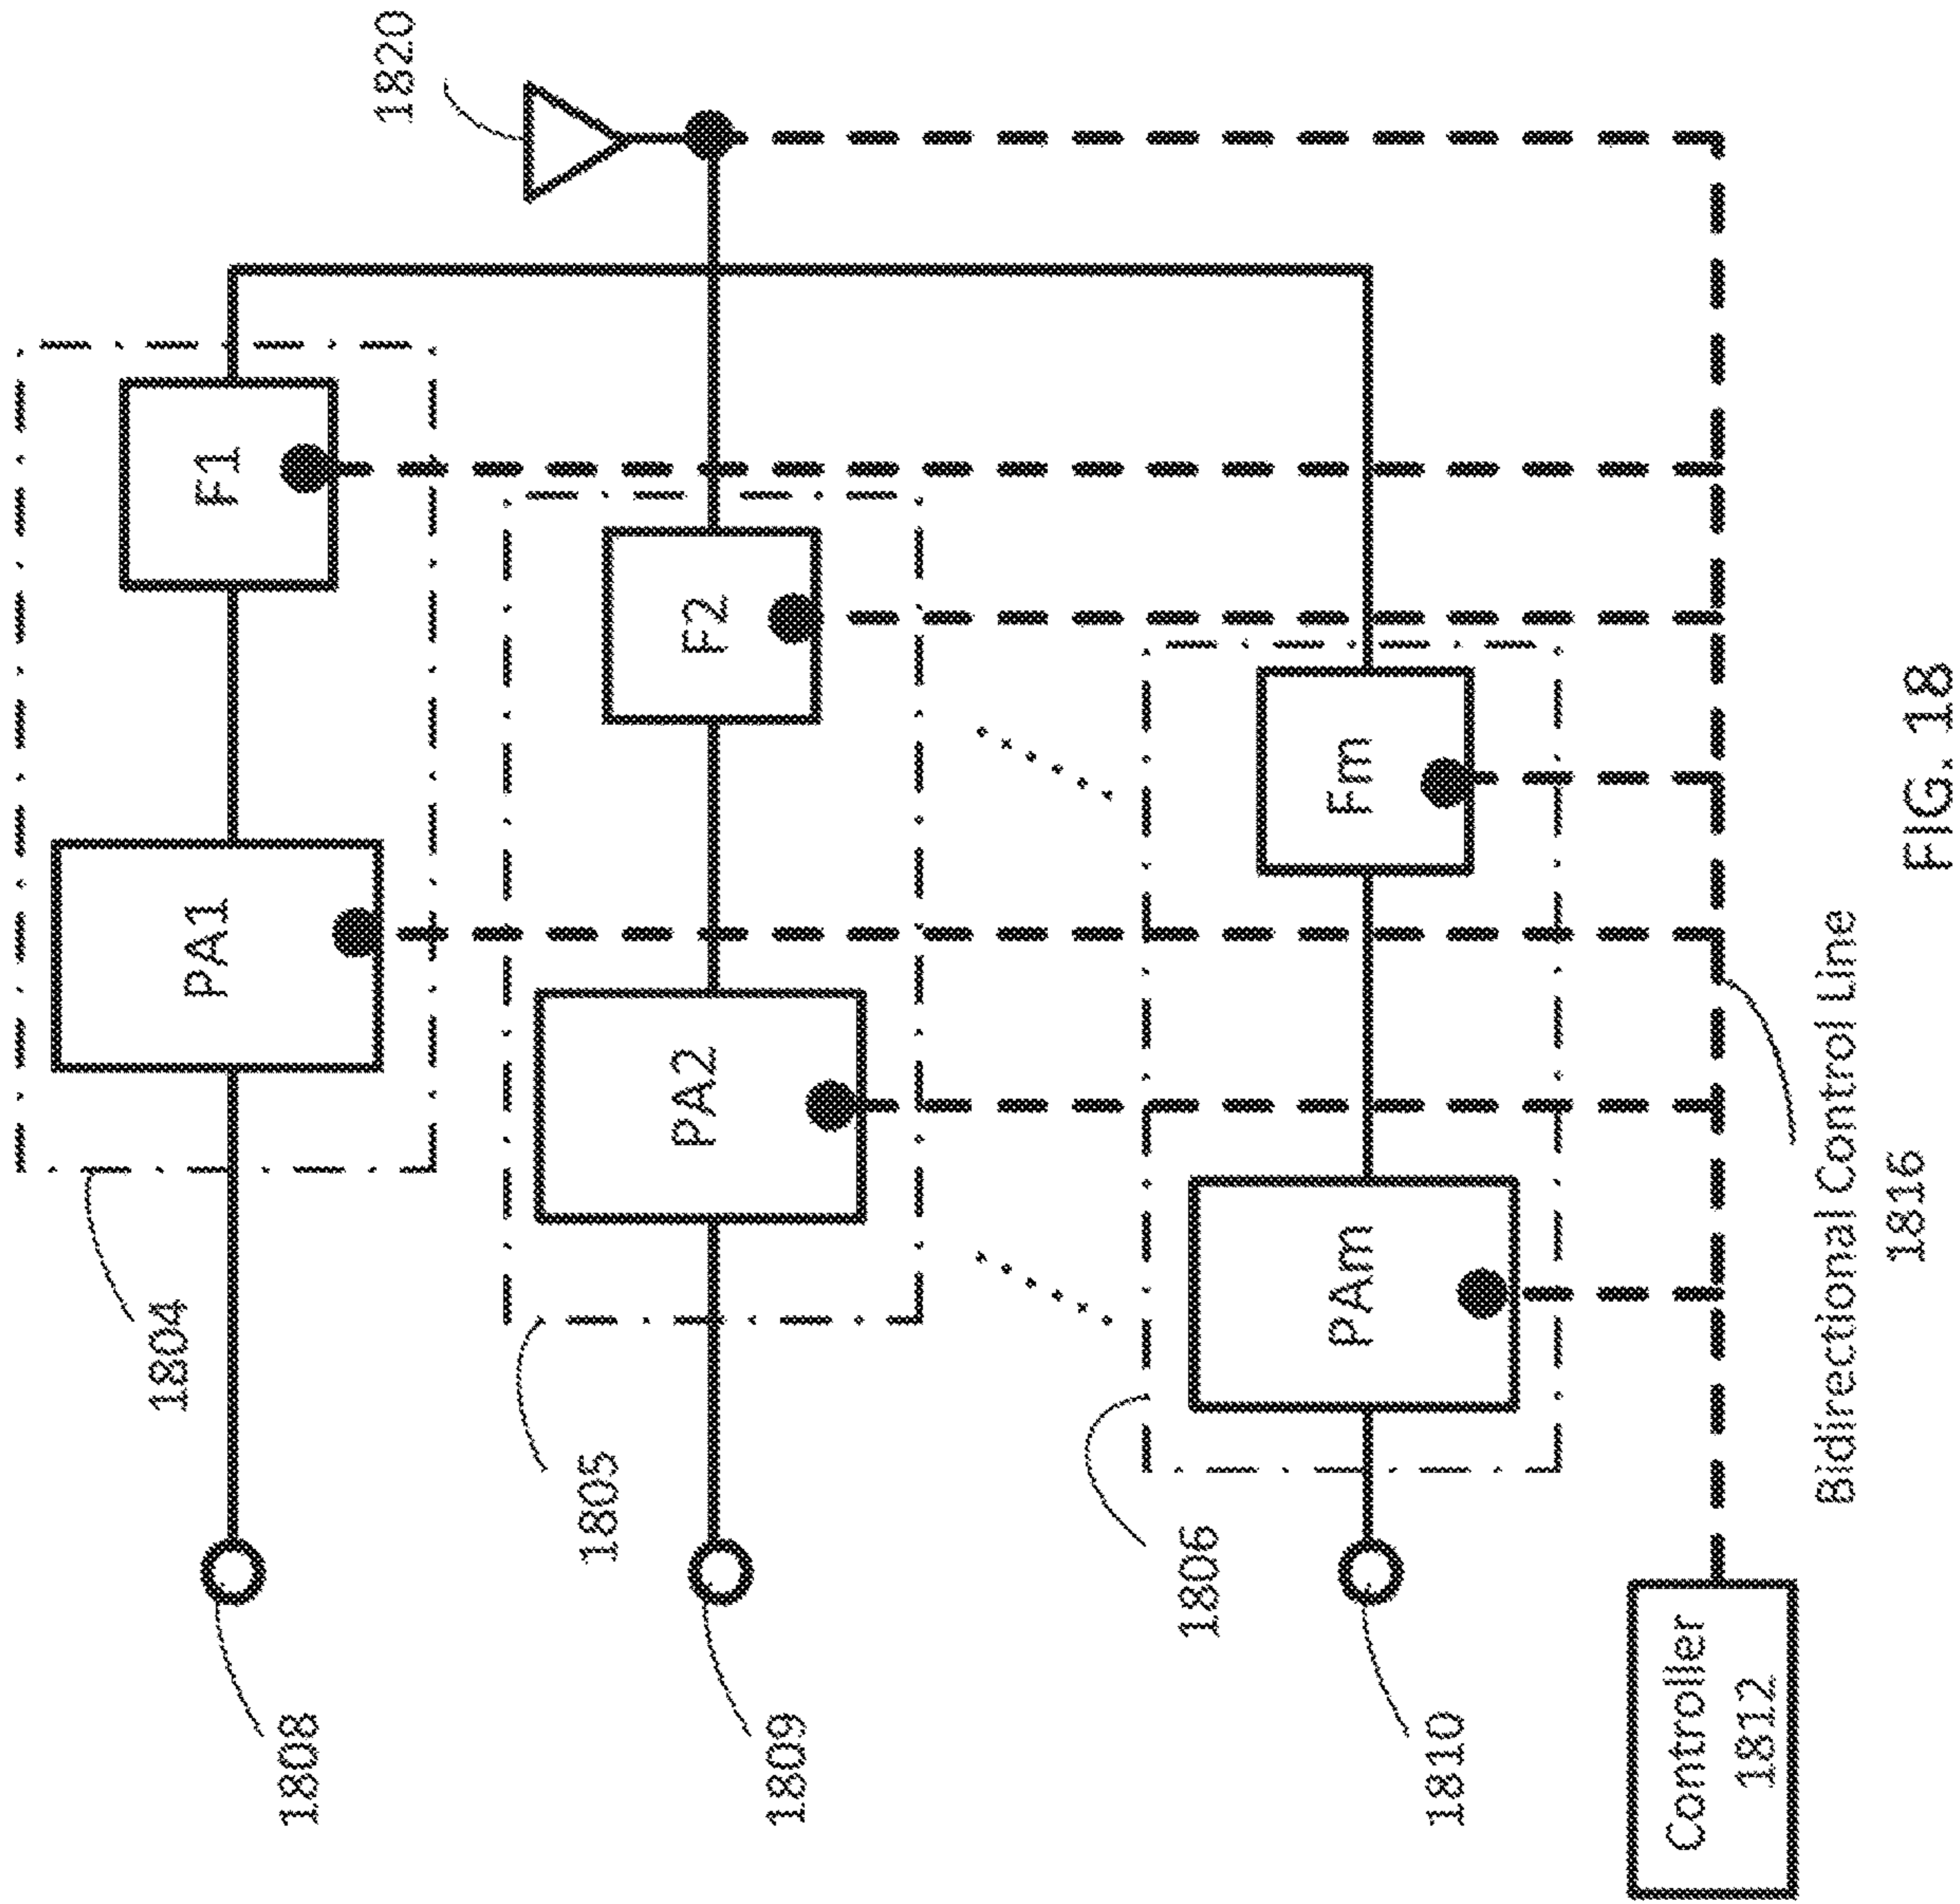 1820
F1
PA1
1804
1808
F2
PA2
1805
1809
Fm
PAm
1806
1810
Controller
1812
Bidirectional Control Line
1816
FIG. 18